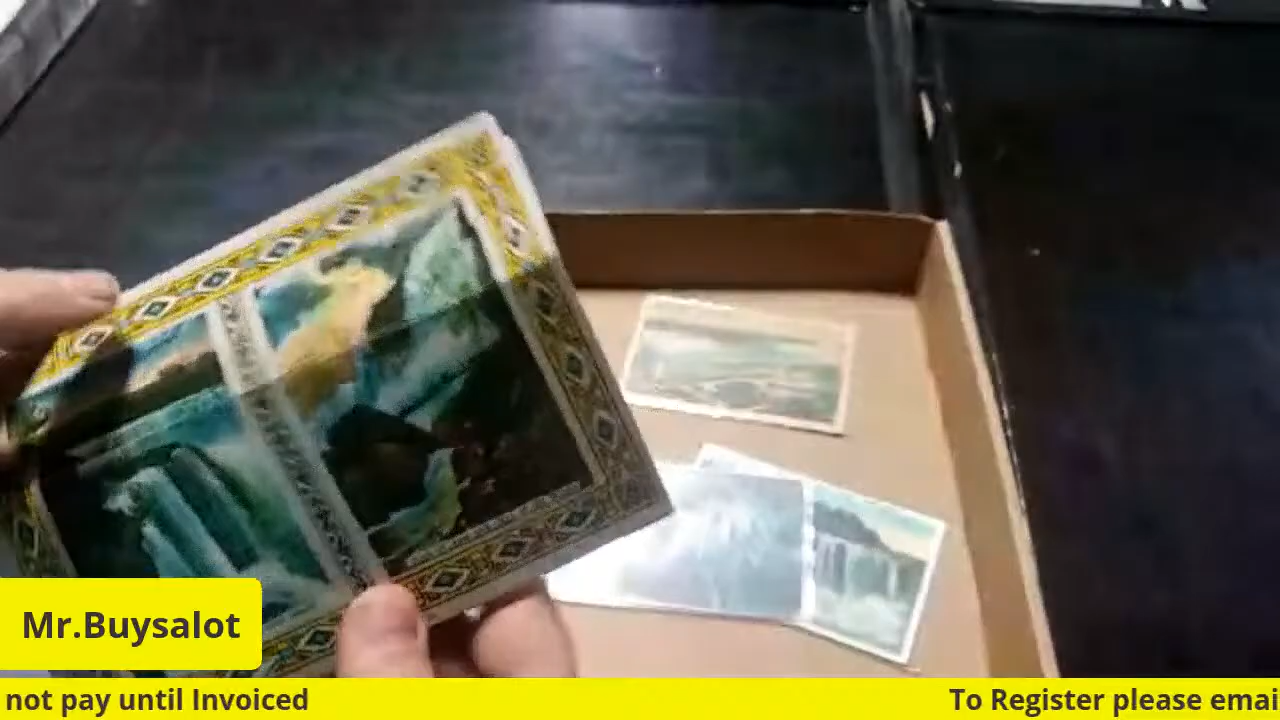 Mr.Buysalot
not pay until Invoiced
To Register please emai